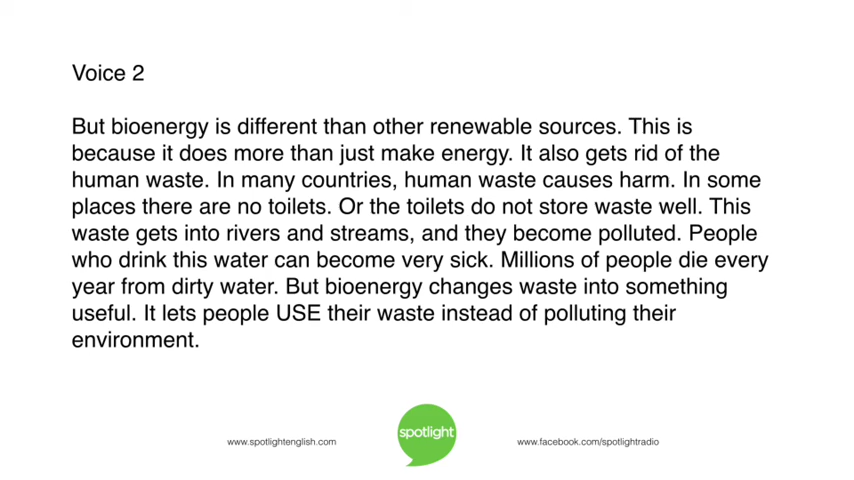 Voice 2
But bioenergy is different than other renewable sources. This is
because it does more than just make energy. It also gets rid of the
human waste. In many countries, human waste causes harm. In some
places there are no toilets. Or the toilets do not store waste well. This
waste gets into rivers and streams, and they become polluted. People
who drink this water can become very sick. Millions of people die every
year from dirty water. But bioenergy changes waste into something
useful. It lets people USE their waste instead of polluting their
environment.
www.spotlightenglish.com
spotlight
www.facebook.com/spotlightradio